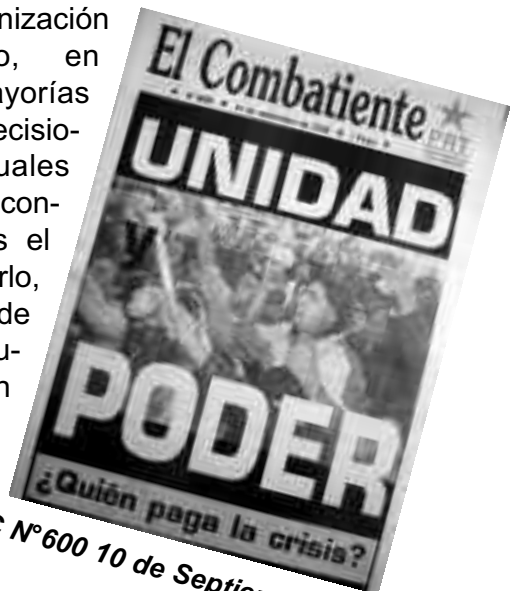 nización
o, en
ayorías
ecisio-
uales
con-
s el
rlo,
de
u-
n
El Combatiente
PRT
UNIDAD
y
PODER
¿Quién paga la crisis?
N°600 10 de Septie